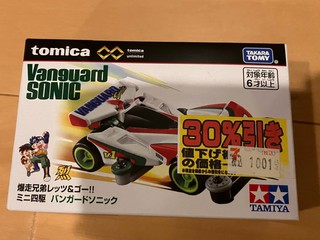 tomica
tomica
unlimited
TAKARA
TOMY
対象年齢
6才以上
Vanguard
SONIC
30%引き
値下げ
の価格
1001
烈
爆走兄弟レッツ&ゴー!!
ミニ四駆 バンガードソニック
TAMIYA